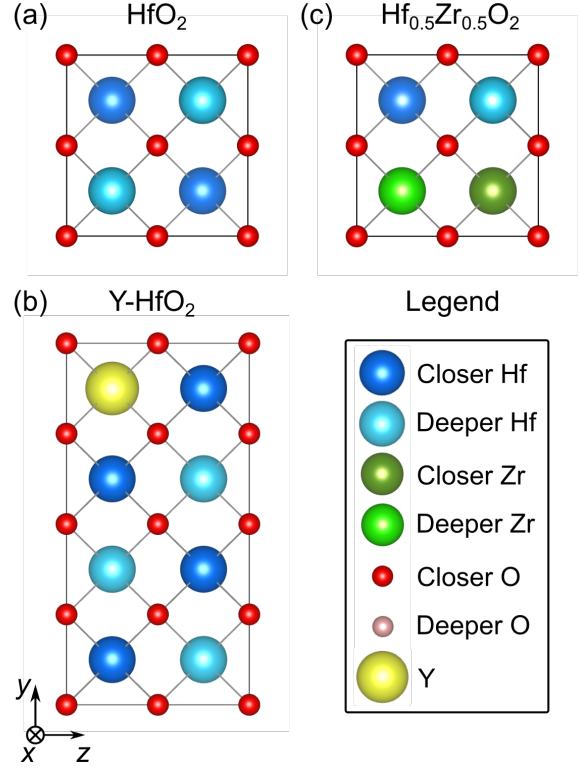 (a) HfO₂
(c) Hf₀.₅Zr₀.₅O₂
(b) Y-HfO₂
Legend
Closer Hf
Deeper Hf
Closer Zr
Deeper Zr
Closer O
Deeper O
Y
y
x
z